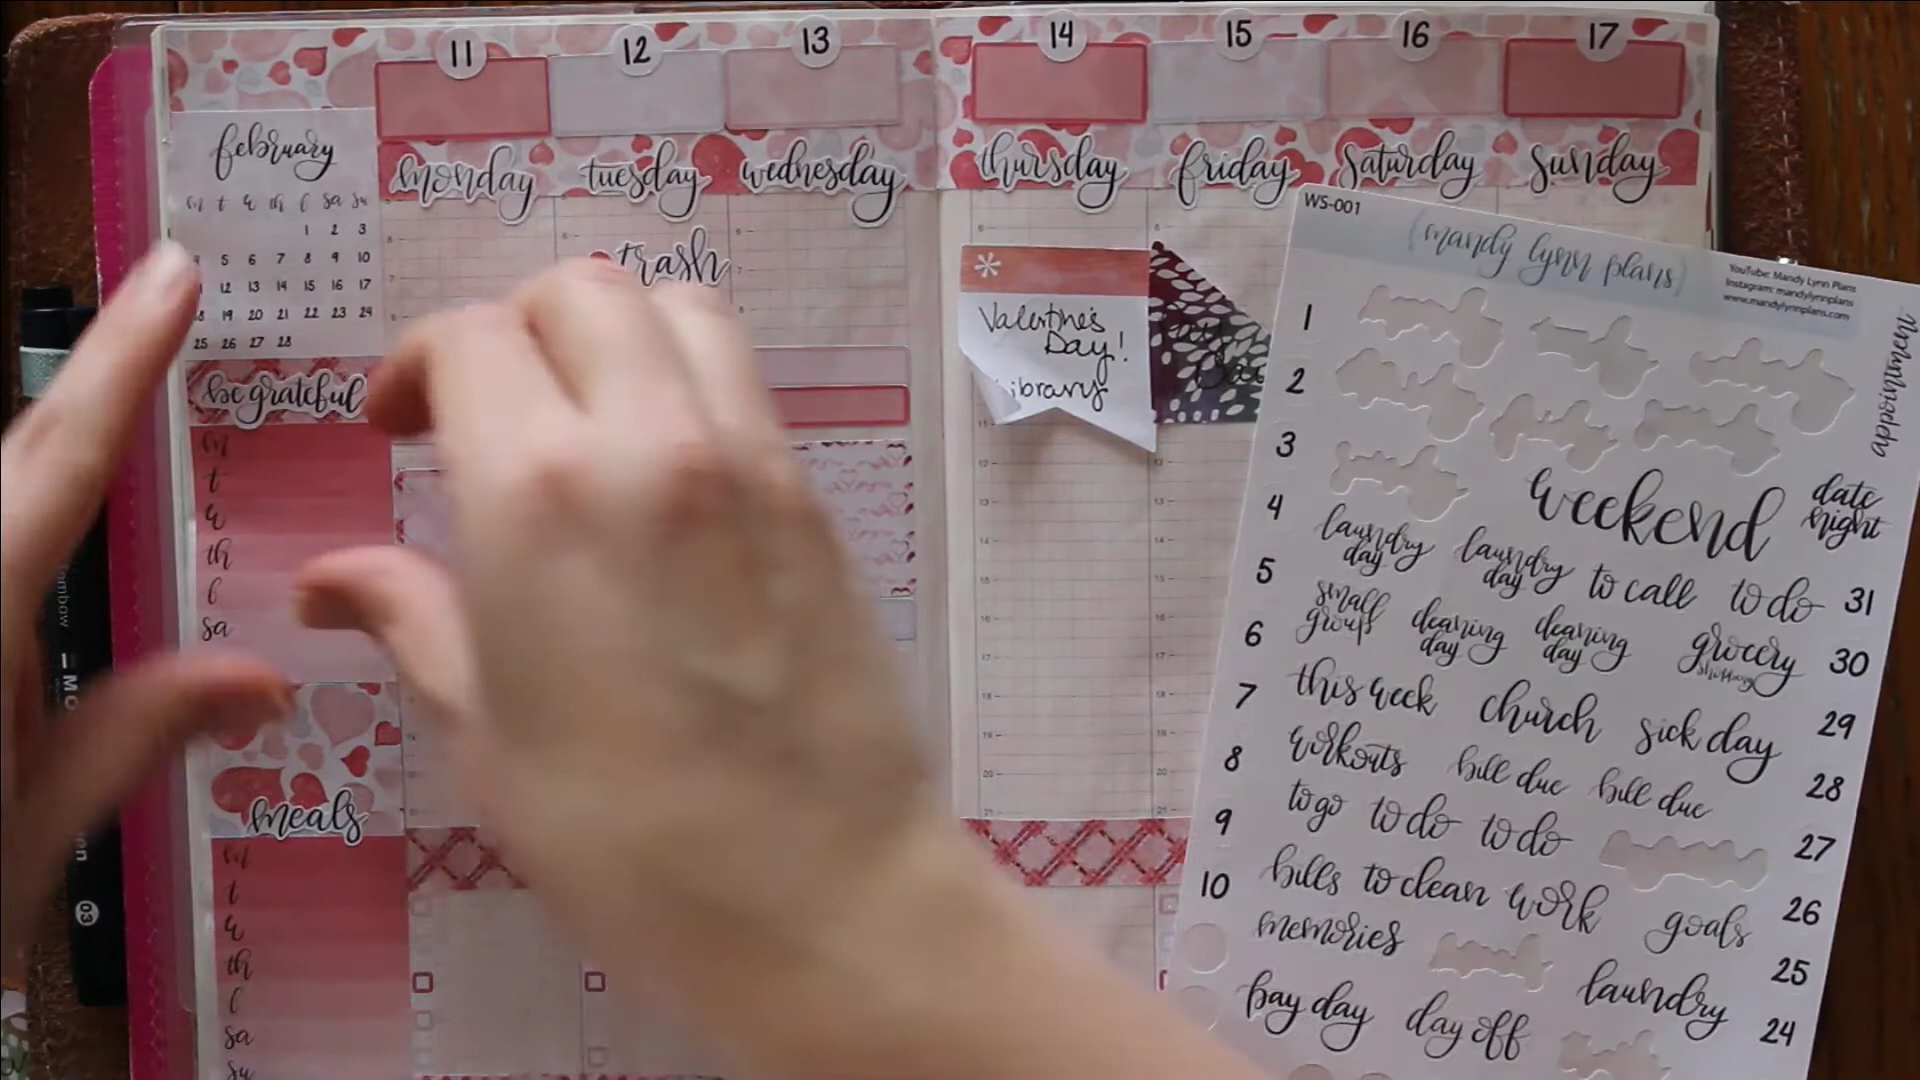 11 12 13 14 15 16 17
february
monday tuesday wednesday thursday friday saturday sunday
m t w th f sa su
1 2 3
4 5 6 7 8 9 10
12 13 14 15 16 17
19 20 21 22 23 24
25 26 27 28
trash
Valentine's
Day!
library
be grateful
m
t
w
th
f
sa
meals
m
t
w
th
f
sa
su
Tombow
03
WS-001
(mandy lynn plans)
YouTube: Mandy Lynn Plans
Instagram: mandylynnplans
www.mandylynnplans.com
appointment
1
2
3
weekend date
night
4 laundry
day laundry
day to call to do 31
5
small
group cleaning
day cleaning
day grocery
shopping 30
6
7 this week church sick day 29
8 workouts bill due bill due 28
9 to go to do to do 27
10 bills to clean work goals 26
memories 25
pay day day off laundry 24